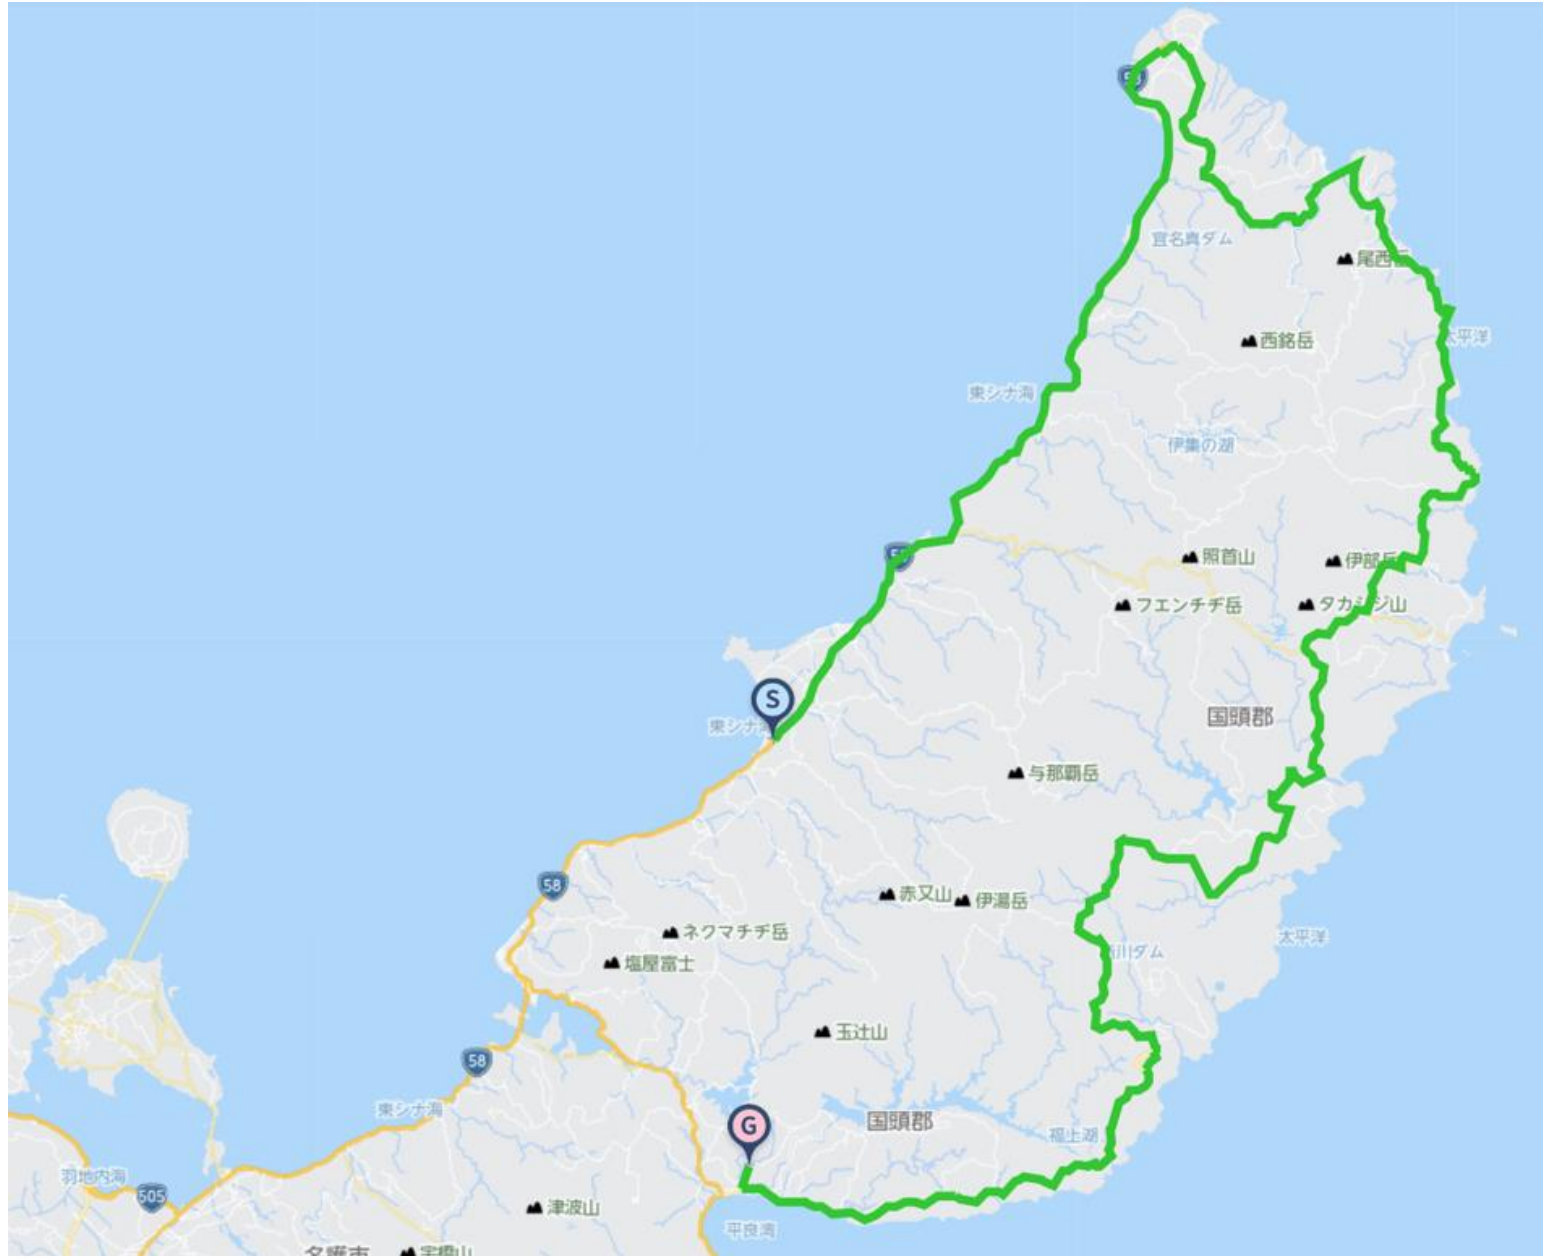 宜名真ダム
尾西岳
西銘岳
太平洋
東シナ海
伊集の湖
照首山
伊部岳
フエンチヂ岳
タカシジ山
S
東シナ海
国頭郡
与那覇岳
58
赤又山
伊湯岳
ネクマチヂ岳
塩屋富士
川ダム
太平洋
玉辻山
58
東シナ海
G
国頭郡
福上湖
羽地内海
505
津波山
平良湾
名護市